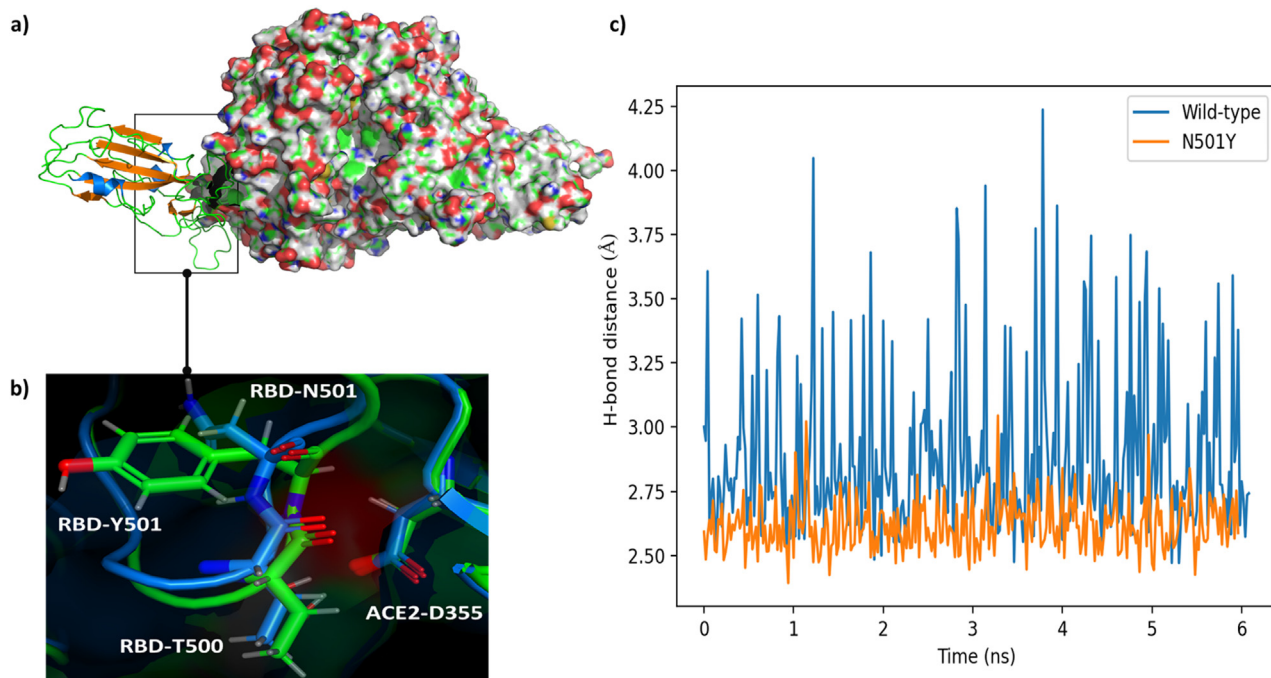 a)
b)
RBD-N501
RBD-Y501
RBD-T500
ACE2-D355
c)
Wild-type
N501Y
H-bond distance (Å)
4.25
4.00
3.75
3.50
3.25
3.00
2.75
2.50
0 1 2 3 4 5 6
Time (ns)